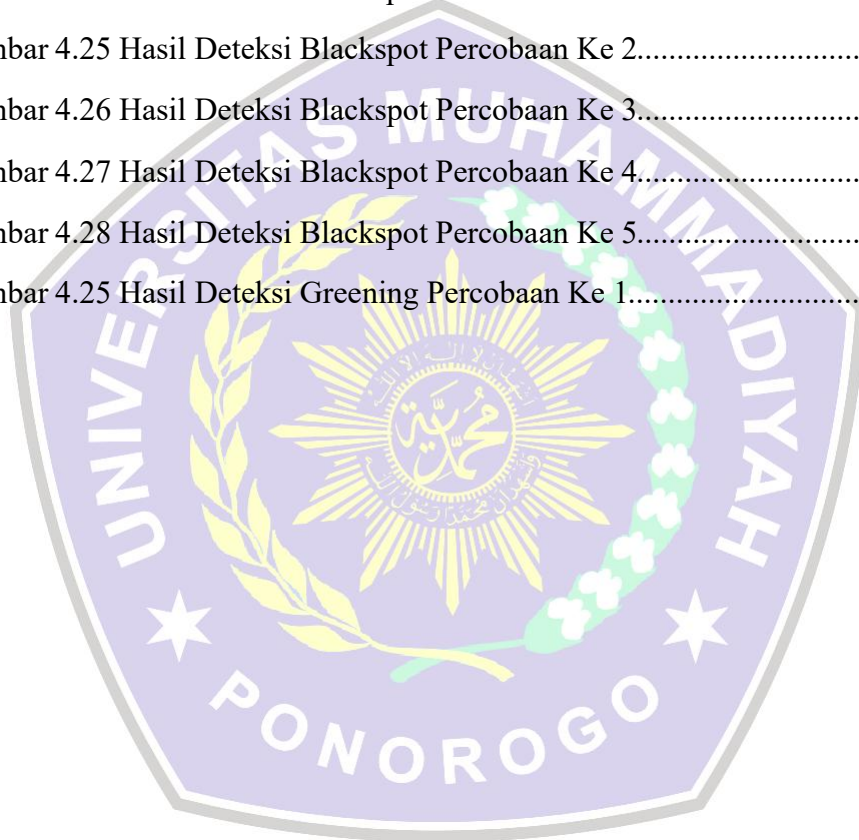 mbar 4.25 Hasil Deteksi Blackspot Percobaan Ke 2............................
mbar 4.26 Hasil Deteksi Blackspot Percobaan Ke 3............................
mbar 4.27 Hasil Deteksi Blackspot Percobaan Ke 4............................
mbar 4.28 Hasil Deteksi Blackspot Percobaan Ke 5............................
mbar 4.25 Hasil Deteksi Greening Percobaan Ke 1.............................
UNIVERSITAS MUHAMMADIYAH
محمدية
PONOROGO